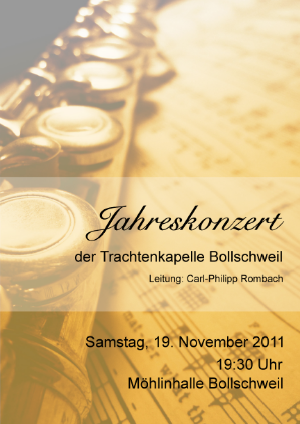 Jahreskonzert
der Trachtenkapelle Bollschweil
Leitung: Carl-Philipp Rombach
Samstag, 19. November 2011
19:30 Uhr
Möhlinhalle Bollschweil